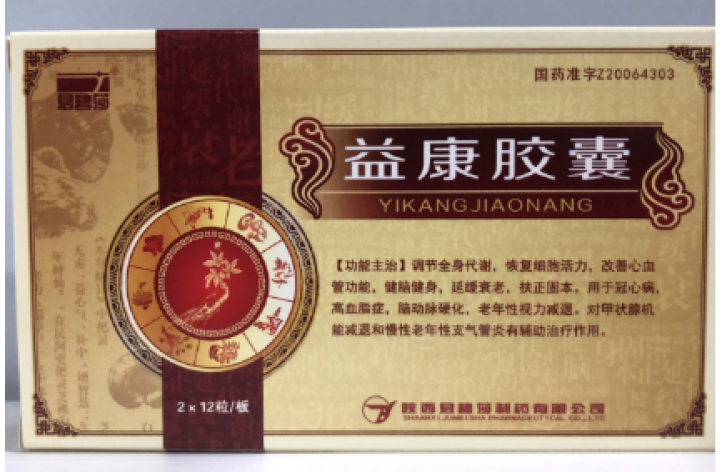 君碧莎
国药准字Z20064303
益康胶囊
YIKANGJIAONANG
【功能主治】调节全身代谢，恢复细胞活力、改善心血
管功能，健脑健身、延缓衰老，扶正固本。用于冠心病，
高血脂症，脑动脉硬化，老年性视力减退。对甲状腺机
能减退和慢性老年性支气管炎有辅助治疗作用。
2×12粒/板
陕西君碧莎制药有限公司
SHAANXI JUNBISHA PHARMACEUTICAL CO.,LTD